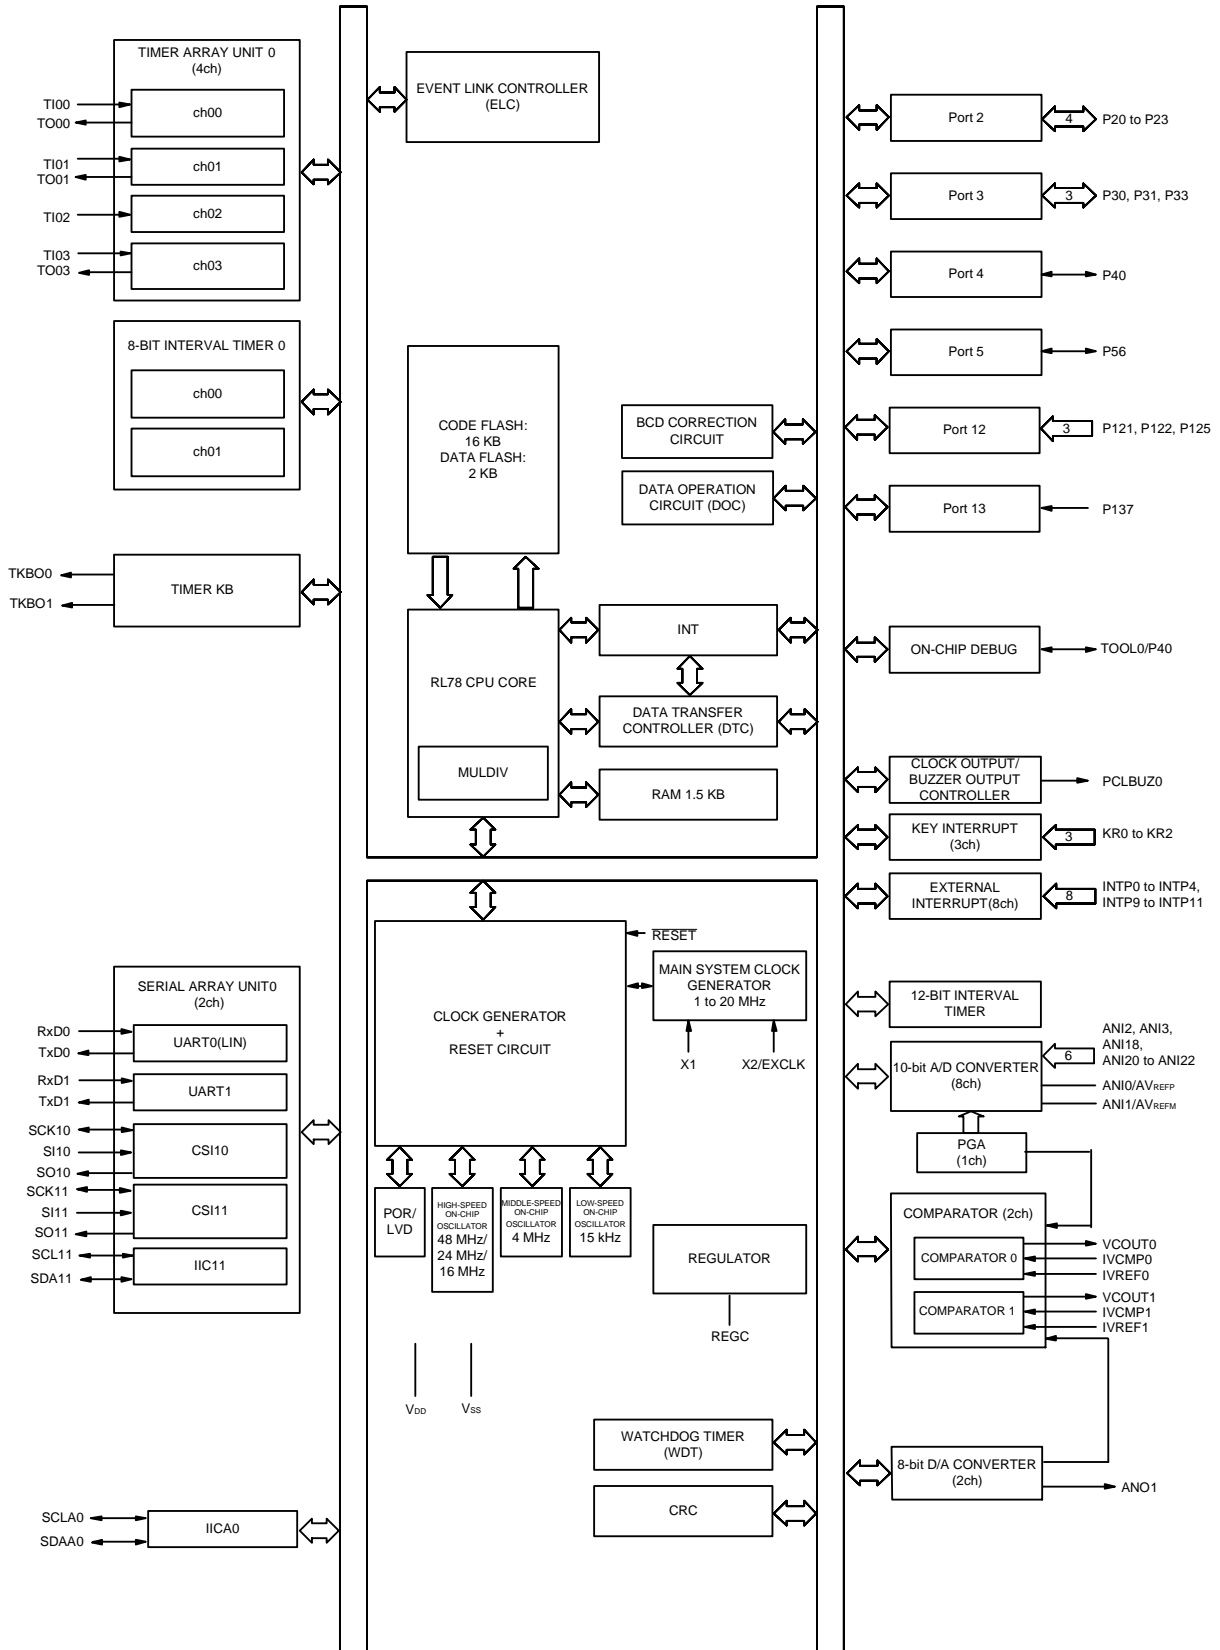 TIMER ARRAY UNIT 0
(4ch)
TI00
TO00
ch00
TI01
TO01
ch01
TI02
ch02
TI03
TO03
ch03
8-BIT INTERVAL TIMER 0
ch00
ch01
TKBO0
TKBO1
TIMER KB
SERIAL ARRAY UNIT0
(2ch)
RxD0
TxD0
UART0(LIN)
RxD1
TxD1
UART1
SCK10
SI10
SO10
CSI10
SCK11
SI11
SO11
CSI11
SCL11
SDA11
IIC11
SCLA0
SDAA0
IICA0
EVENT LINK CONTROLLER
(ELC)
CODE FLASH:
16 KB
DATA FLASH:
2 KB
BCD CORRECTION
CIRCUIT
DATA OPERATION
CIRCUIT (DOC)
RL78 CPU CORE
MULDIV
INT
DATA TRANSFER
CONTROLLER (DTC)
RAM 1.5 KB
CLOCK GENERATOR
+
RESET CIRCUIT
RESET
MAIN SYSTEM CLOCK
GENERATOR
1 to 20 MHz
X1
X2/EXCLK
POR/
LVD
HIGH-SPEED
ON-CHIP
OSCILLATOR
48 MHz/
24 MHz/
16 MHz
MIDDLE-SPEED
ON-CHIP
OSCILLATOR
4 MHz
LOW-SPEED
ON-CHIP
OSCILLATOR
15 kHz
REGULATOR
REGC
VDD
VSS
WATCHDOG TIMER
(WDT)
CRC
Port 2
4
P20 to P23
Port 3
3
P30, P31, P33
Port 4
P40
Port 5
P56
Port 12
3
P121, P122, P125
Port 13
P137
ON-CHIP DEBUG
TOOL0/P40
CLOCK OUTPUT/
BUZZER OUTPUT
CONTROLLER
PCLBUZ0
KEY INTERRUPT
(3ch)
3
KR0 to KR2
EXTERNAL
INTERRUPT(8ch)
8
INTP0 to INTP4,
INTP9 to INTP11
12-BIT INTERVAL
TIMER
10-bit A/D CONVERTER
(8ch)
6
ANI2, ANI3,
ANI18,
ANI20 to ANI22
ANI0/AVREFP
ANI1/AVREFM
PGA
(1ch)
COMPARATOR (2ch)
COMPARATOR 0
VCOUT0
IVCMP0
IVREF0
COMPARATOR 1
VCOUT1
IVCMP1
IVREF1
8-bit D/A CONVERTER
(2ch)
ANO1